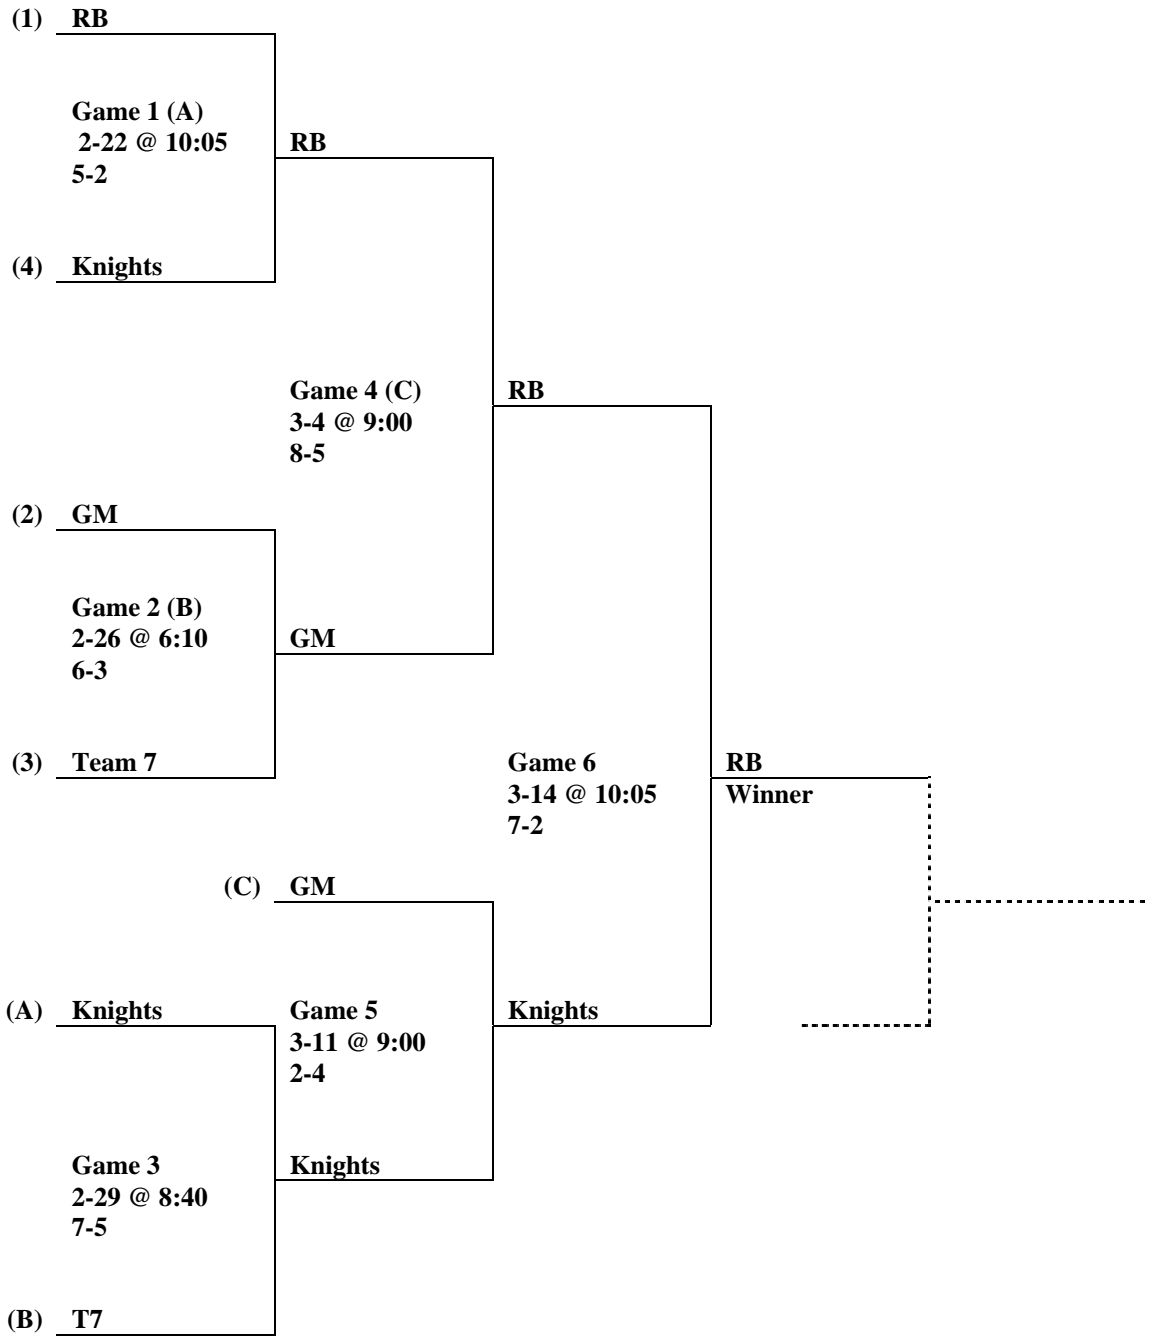 (1) RB
Game 1 (A)
2-22 @ 10:05
5-2
RB
(4) Knights
Game 4 (C)
3-4 @ 9:00
8-5
RB
(2) GM
Game 2 (B)
2-26 @ 6:10
6-3
GM
(3) Team 7
Game 6
3-14 @ 10:05
7-2
RB
Winner
(C) GM
(A) Knights
Game 5
3-11 @ 9:00
2-4
Knights
Game 3
2-29 @ 8:40
7-5
Knights
(B) T7